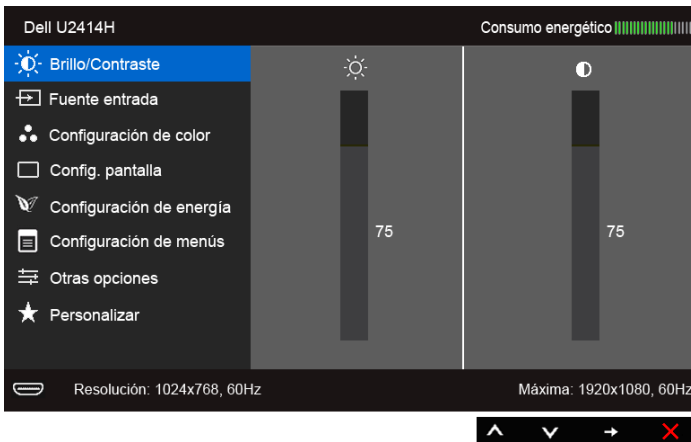 Dell U2414H
Consumo energético
Brillo/Contraste
Fuente entrada
Configuración de color
Config. pantalla
Configuración de energía
Configuración de menús
Otras opciones
Personalizar
75
75
Resolución: 1024x768, 60Hz
Máxima: 1920x1080, 60Hz